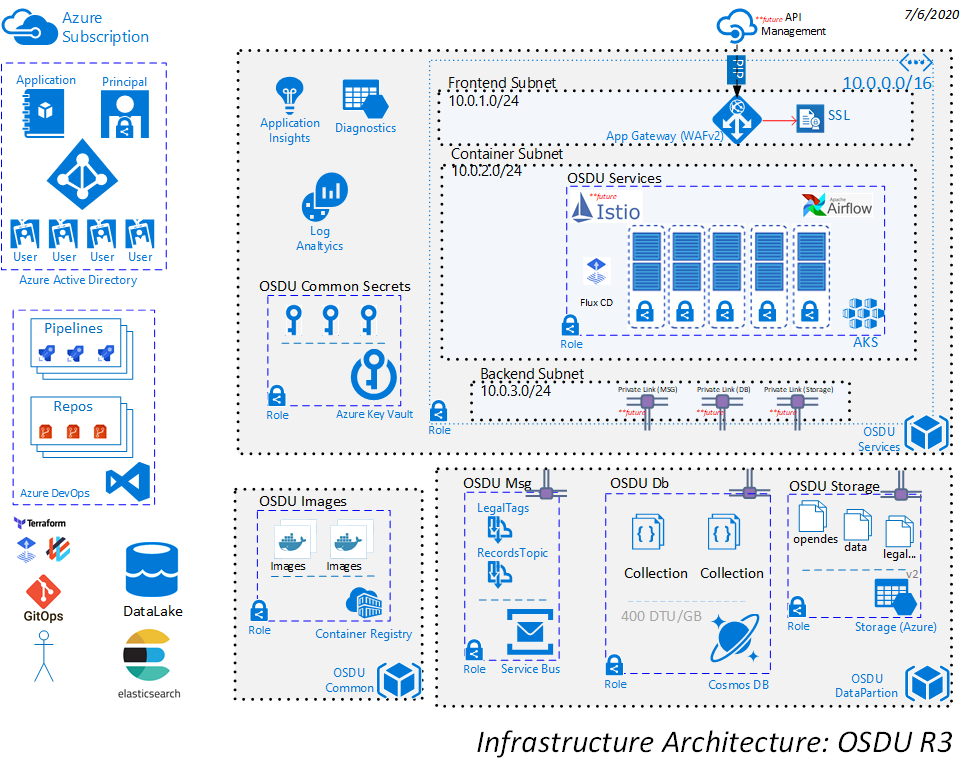 Azure
Subscription
7/6/2020
**future API
Management
PIP
10.0.0.0/16
Application
Principal
User
User
User
User
Azure Active Directory
Application
Insights
Diagnostics
Log
Analtyics
Frontend Subnet
10.0.1.0/24
App Gateway (WAFv2)
SSL
Container Subnet
10.0.2.0/24
OSDU Services
**future
Istio
Apache
Airflow
Flux CD
Role
AKS
OSDU Common Secrets
Role
Azure Key Vault
Backend Subnet
10.0.3.0/24
Private Link (MSG)
Private Link (DB)
Private Link (Storage)
**future
**future
**future
Role
OSDU
Services
Pipelines
Repos
Azure DevOps
Terraform
GitOps
DataLake
elasticsearch
OSDU Images
Images
Images
Role
Container Registry
OSDU
Common
OSDU Msg
LegalTags
RecordsTopic
Role
Service Bus
OSDU Db
Collection
Collection
400 DTU/GB
Role
Cosmos DB
OSDU Storage
opendes
data
legal...
v2
Role
Storage (Azure)
OSDU
DataPartion
Infrastructure Architecture: OSDU R3